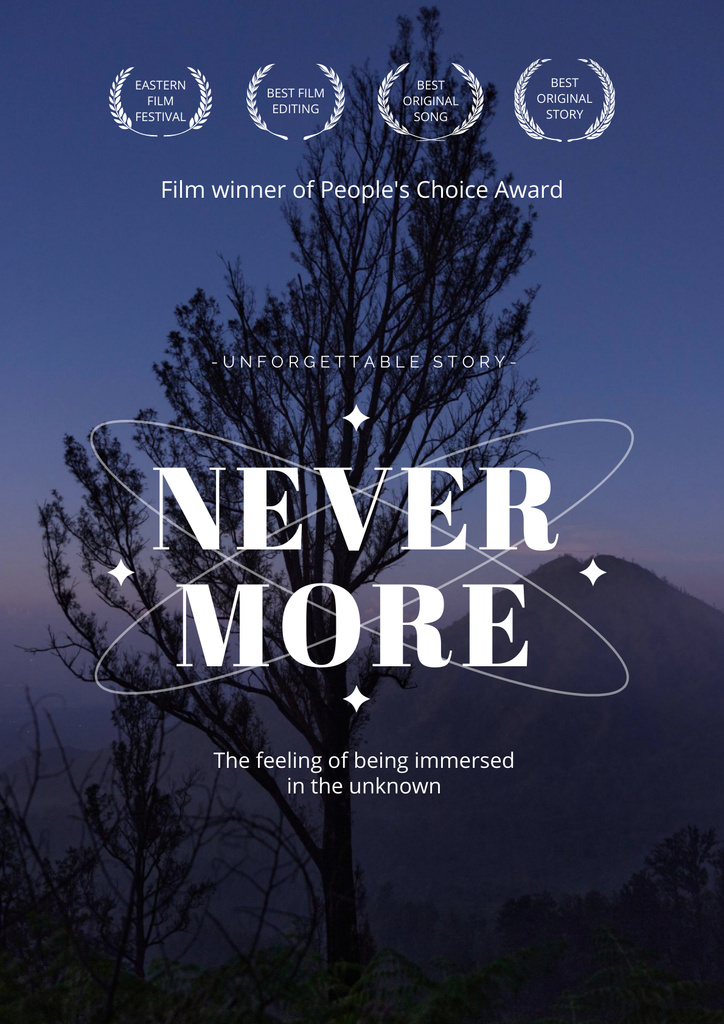 EASTERN
FILM
FESTIVAL
BEST FILM
EDITING
BEST
ORIGINAL
SONG
BEST
ORIGINAL
STORY
Film winner of People's Choice Award
-UNFORGETTABLE STORY-
NEVER
MORE
The feeling of being immersed
in the unknown